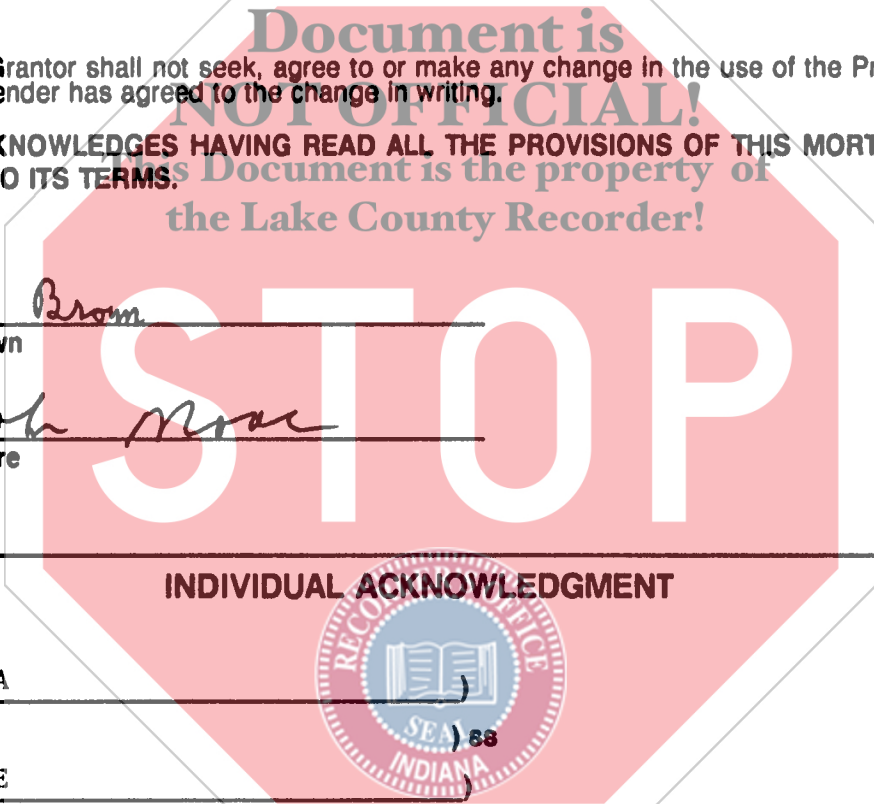 Document is
Grantor shall not seek, agree to or make any change in the use of the Pr
ender has agreed to the change in writing.
NOT OFFICIAL!
KNOWLEDGES HAVING READ ALL THE PROVISIONS OF THIS MORT
This Document is the property of
O ITS TERMS.
the Lake County Recorder!
Brown
wn
STOP
re
INDIVIDUAL ACKNOWLEDGMENT
RECORDER'S OFFICE
A )
SEAL
) SS
INDIANA
E )